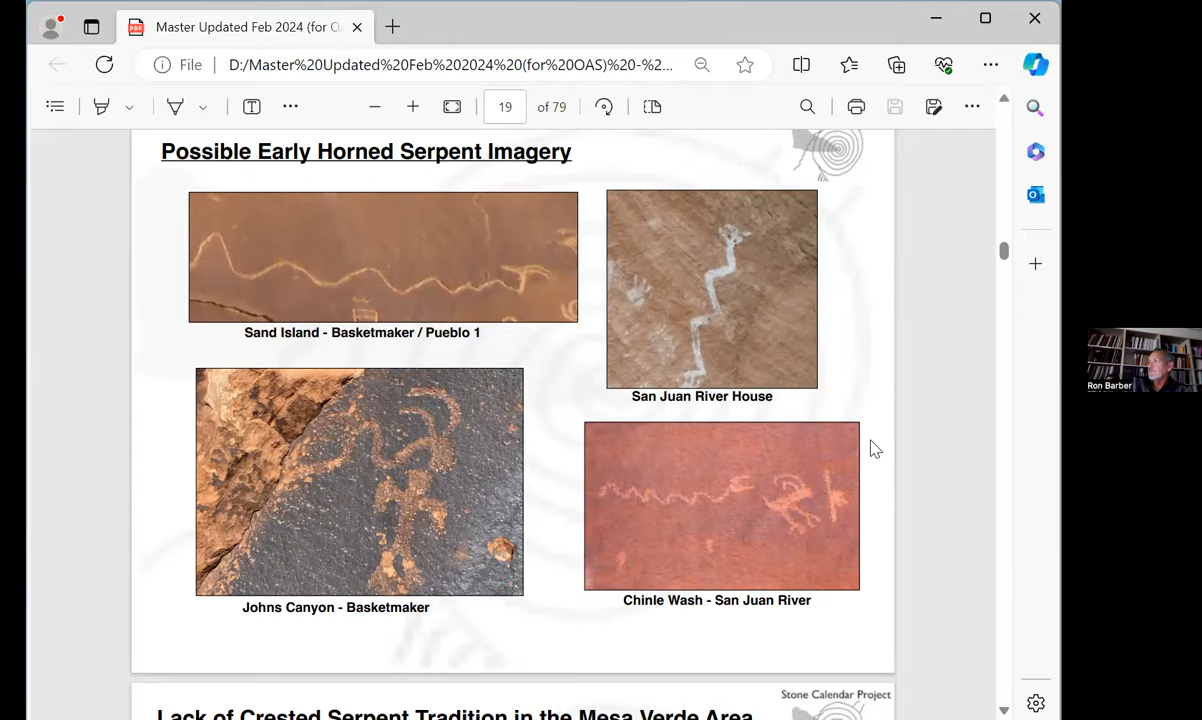 Master Updated Feb 2024 (for O
File
D:/Master%20Updated%20Feb%202024%20(for%20OAS)%20-%2...
19 of 79
Possible Early Horned Serpent Imagery
Sand Island - Basketmaker / Pueblo 1
San Juan River House
Johns Canyon - Basketmaker
Chinle Wash - San Juan River
Stone Calendar Project
Lack of Crested Serpent Tradition in the Mesa Verde Area
Ron Barber